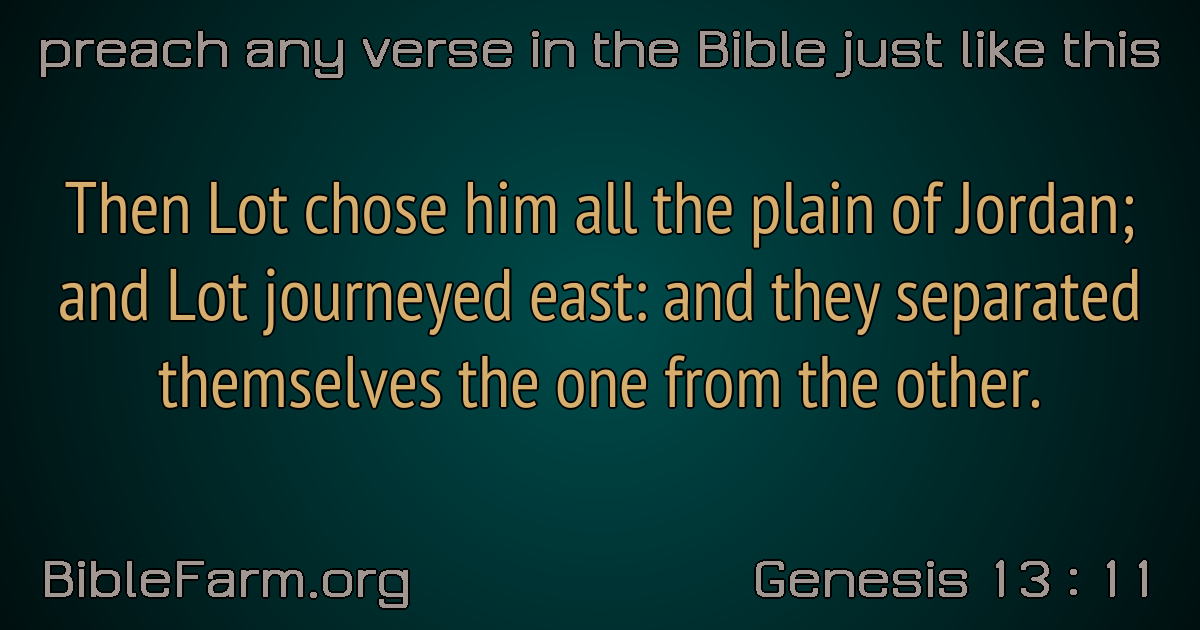 preach any verse in the Bible just like this
Then Lot chose him all the plain of Jordan;
and Lot journeyed east: and they separated
themselves the one from the other.
BibleFarm.org
Genesis 13 : 11